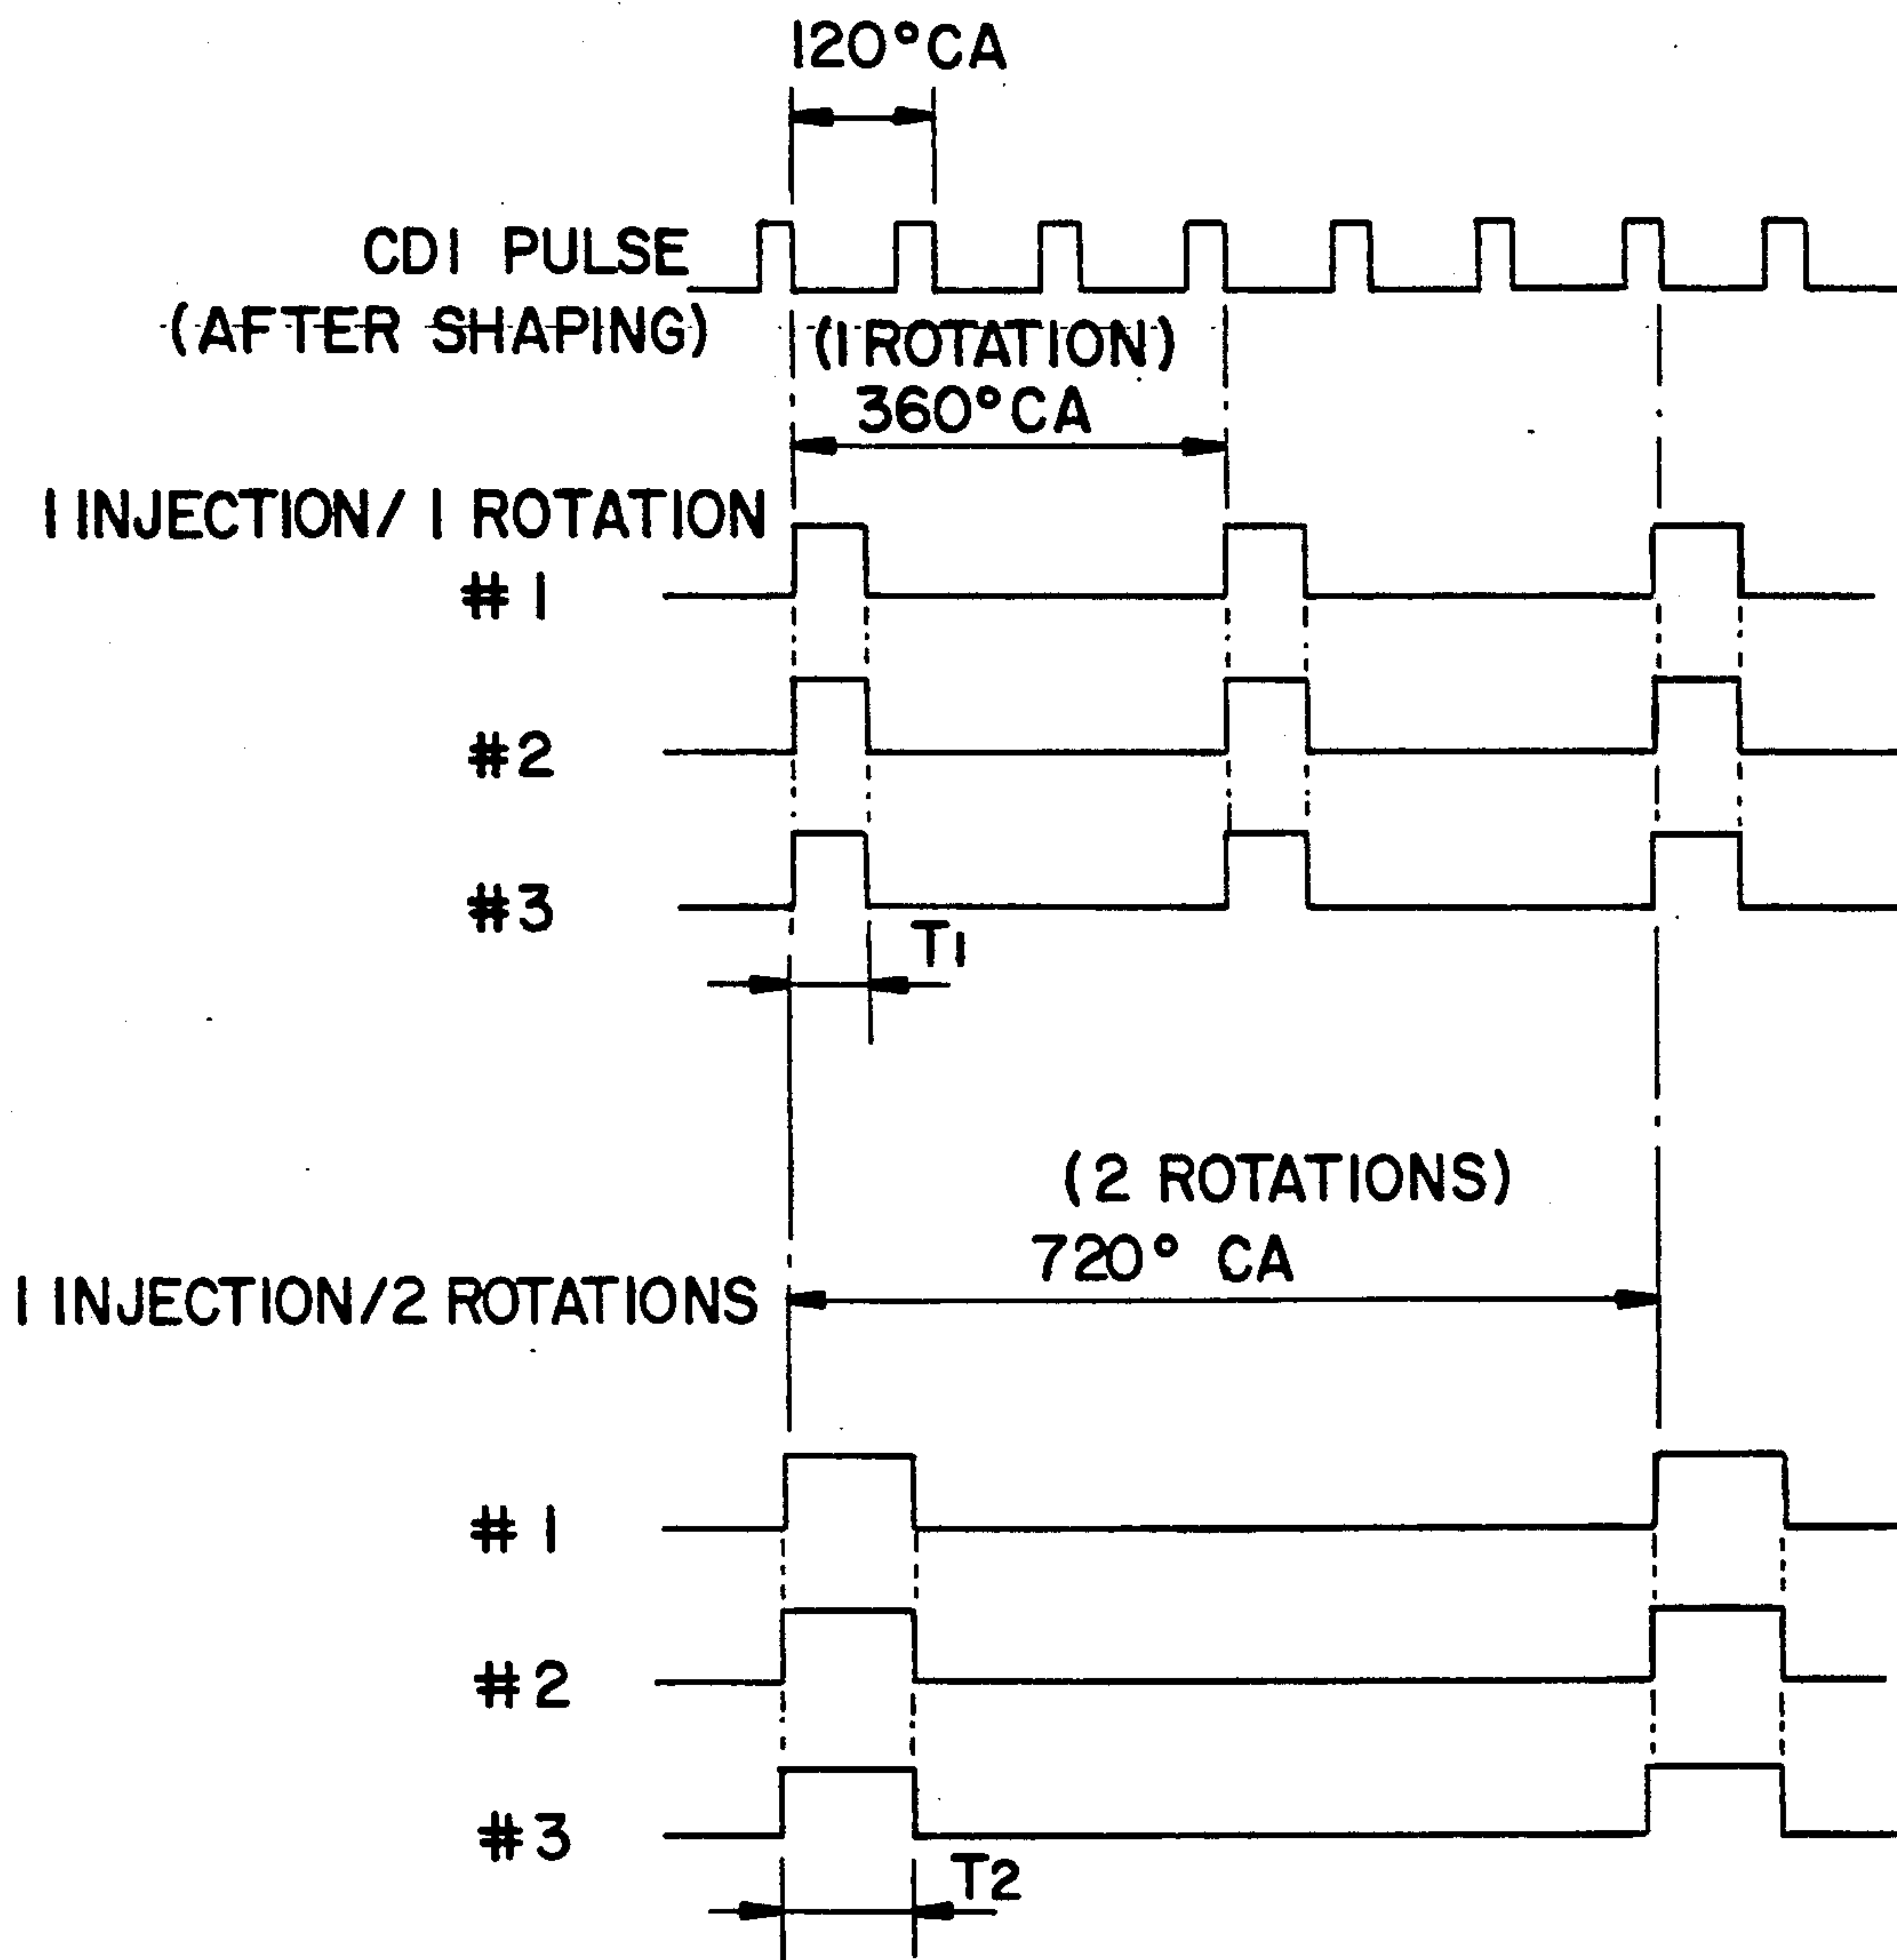 120°CA
CDI PULSE
(AFTER SHAPING)
(1 ROTATION)
360°CA
1 INJECTION/ 1 ROTATION
#1
#2
#3
T1
(2 ROTATIONS)
720° CA
1 INJECTION/2 ROTATIONS
#1
#2
#3
T2